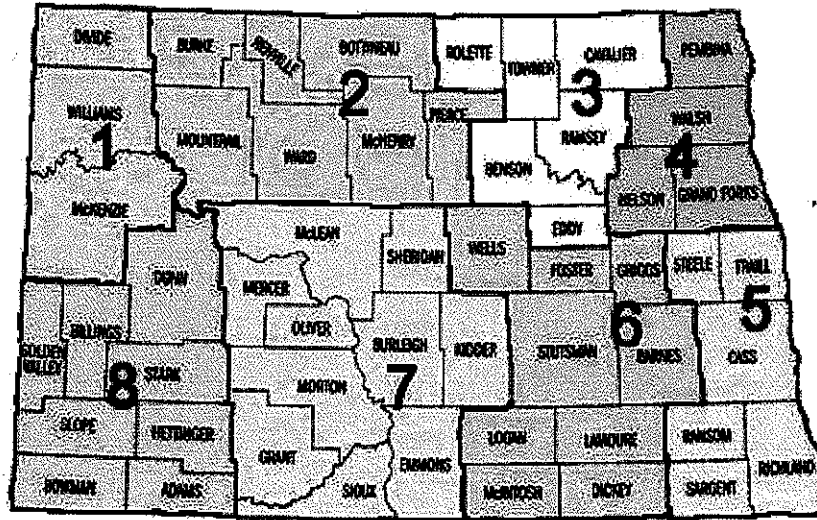 DIVIDE BURKE RENVILLE BOTTINEAU ROLETTE TOWNER CAVALIER PEMBINA
2 3
WILLIAMS PIERCE WALSH
1 MOUNTRAIL WARD McHENRY RAMSEY 4
BENSON NELSON GRAND FORKS
McKENZIE McLEAN EDDY
DUNN SHERIDAN WELLS FOSTER GRIGGS STEELE TRAILL
MERCER
BILLINGS OLIVER 6 5
GOLDEN VALLEY STARK BURLEIGH KIDDER STUTSMAN BARNES CASS
8 MORTON 7
SLOPE HETTINGER LOGAN LAMOURE RANSOM
GRANT EMMONS RICHLAND
BOWMAN ADAMS SIOUX McINTOSH DICKEY SARGENT